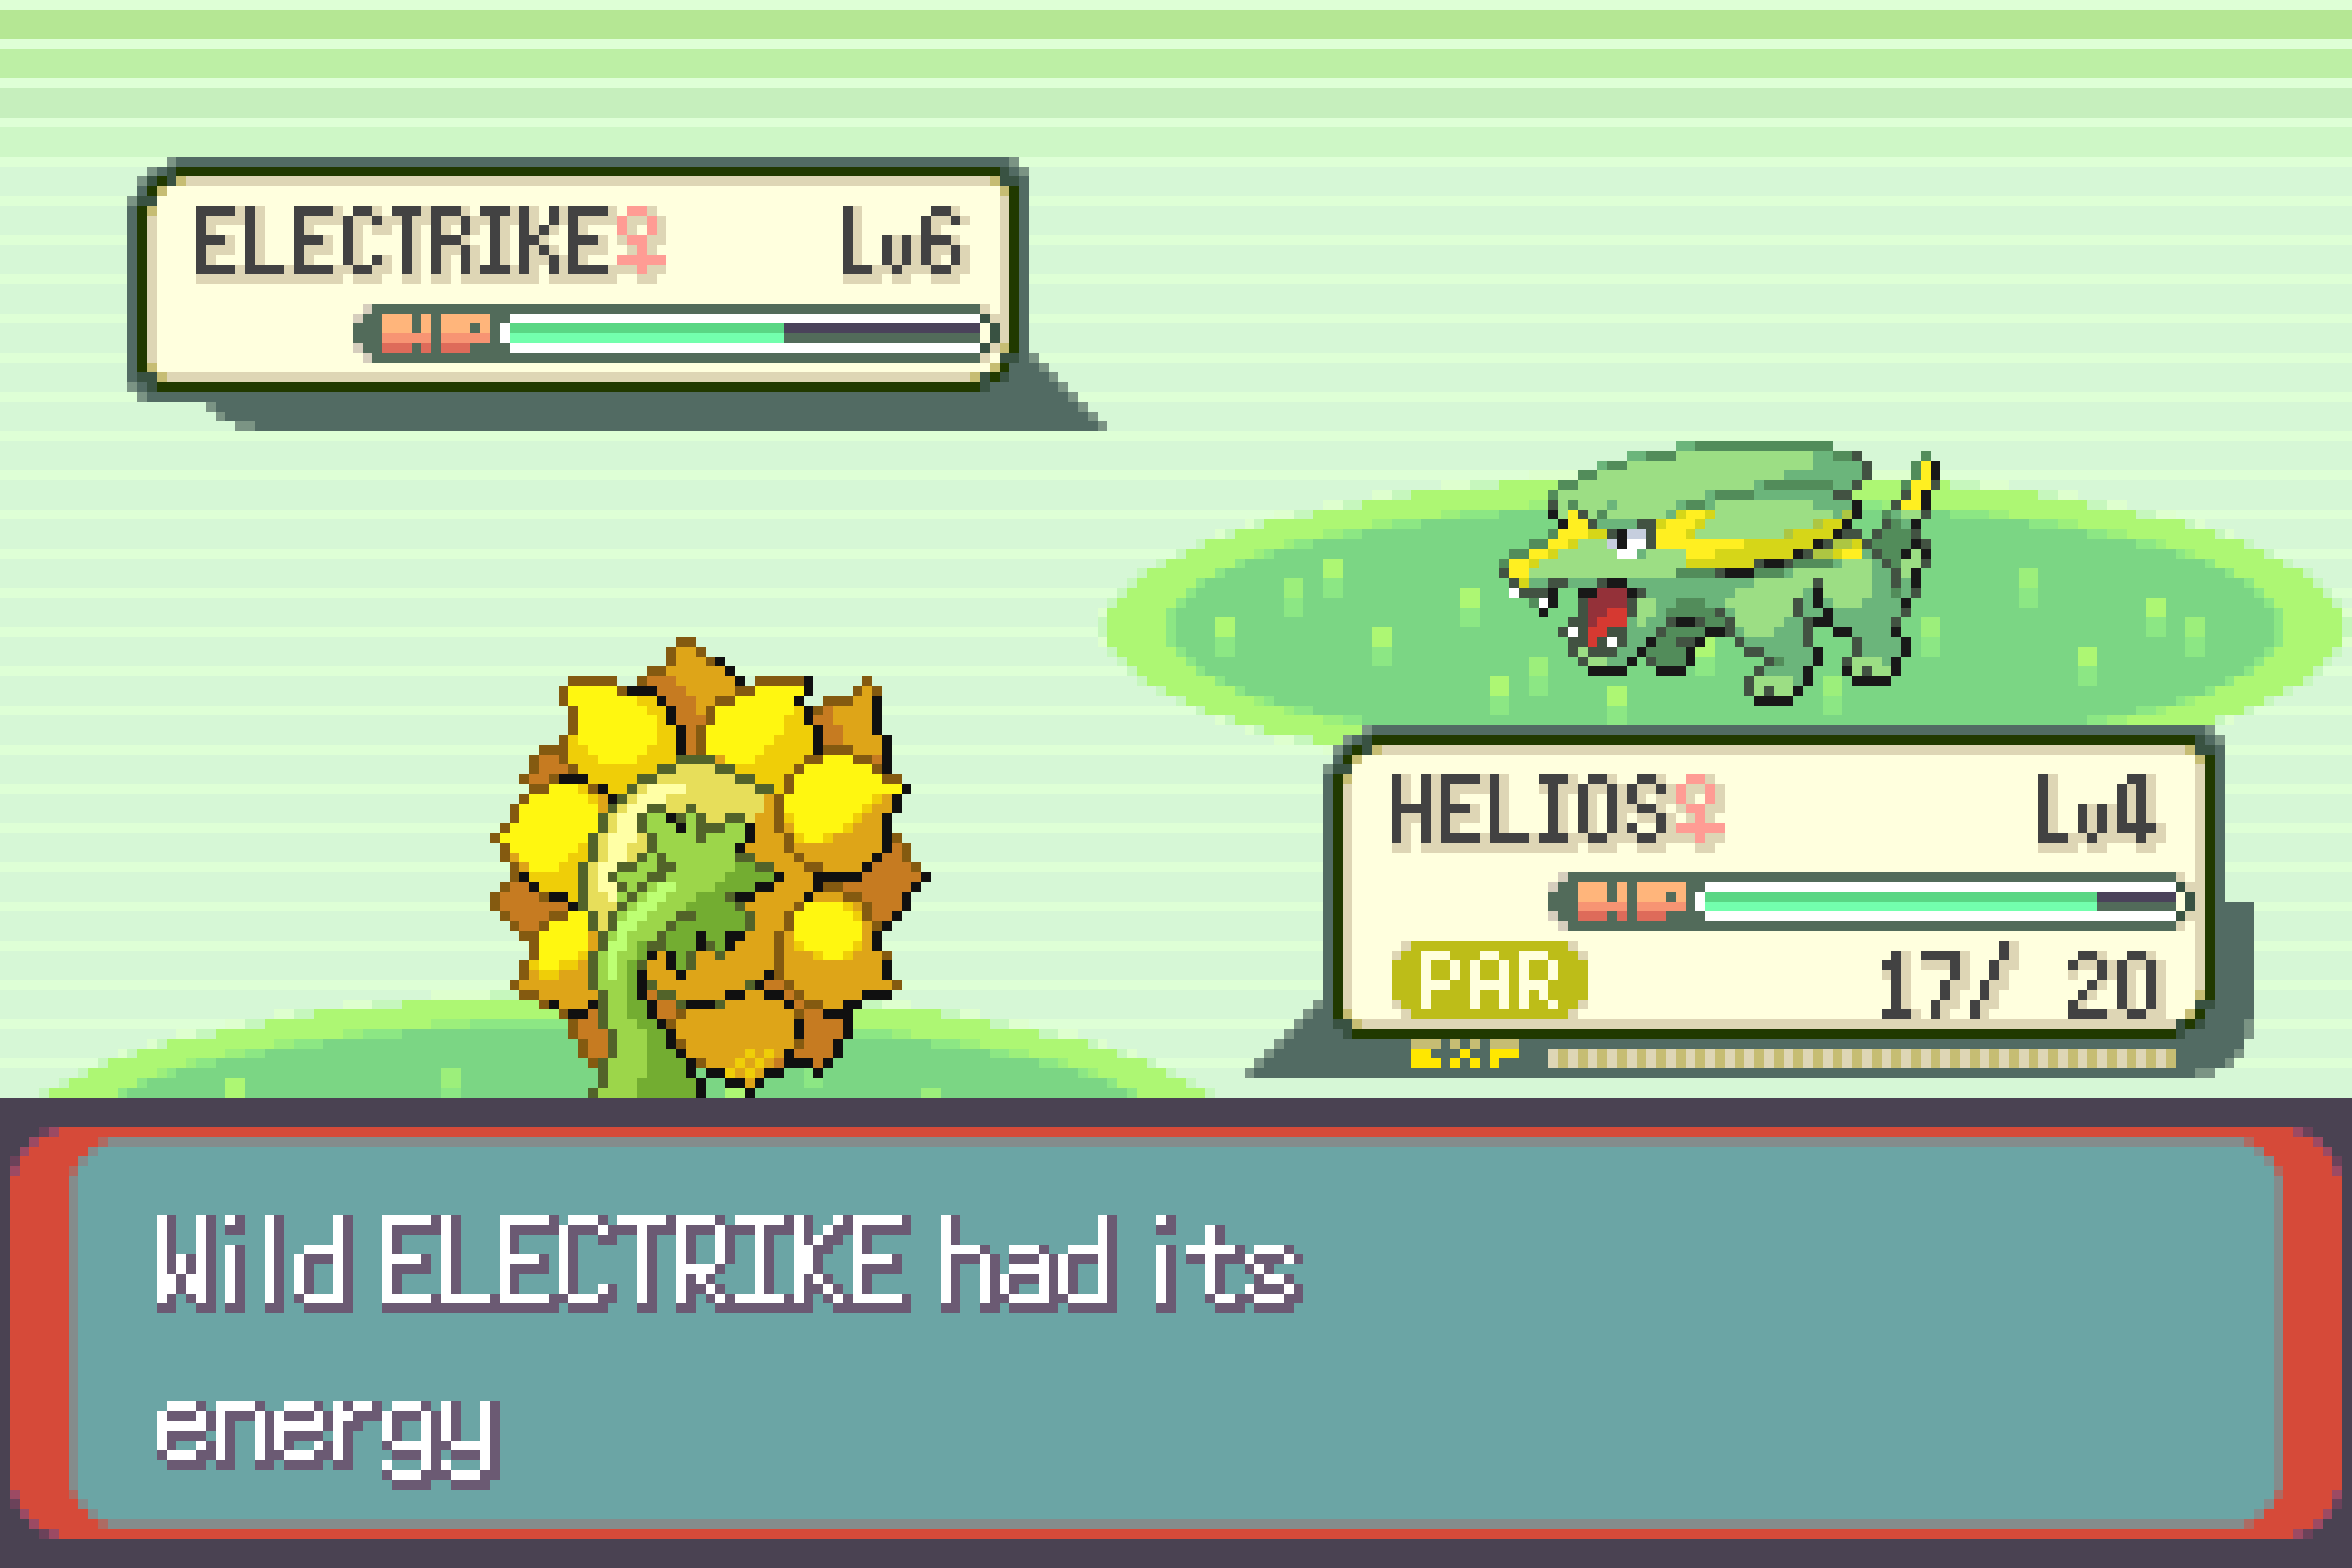 ELECTRIKE♀ Lv6
HP
HELIOS♀ Lv4
HP
PAR 17/ 20
EXP
Wild ELECTRIKE had its
energy